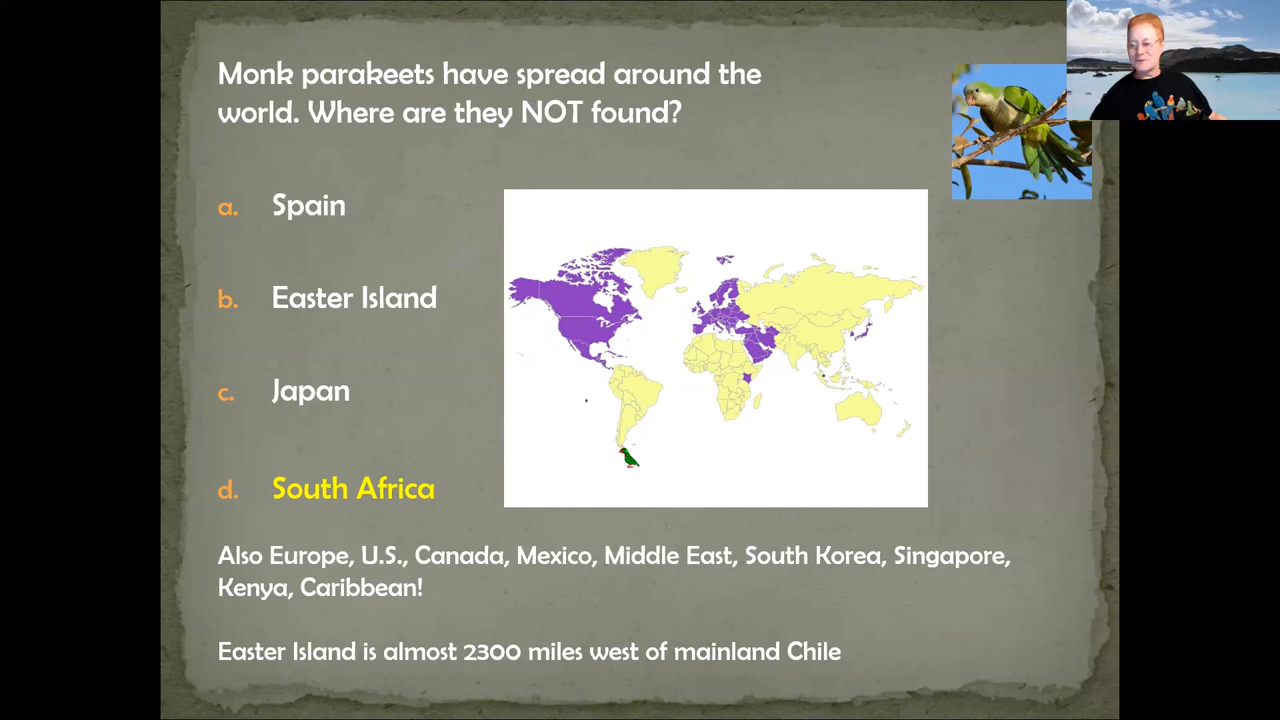 Monk parakeets have spread around the
world. Where are they NOT found?
a. Spain
b. Easter Island
c. Japan
d. South Africa
Also Europe, U.S., Canada, Mexico, Middle East, South Korea, Singapore,
Kenya, Caribbean!
Easter Island is almost 2300 miles west of mainland Chile